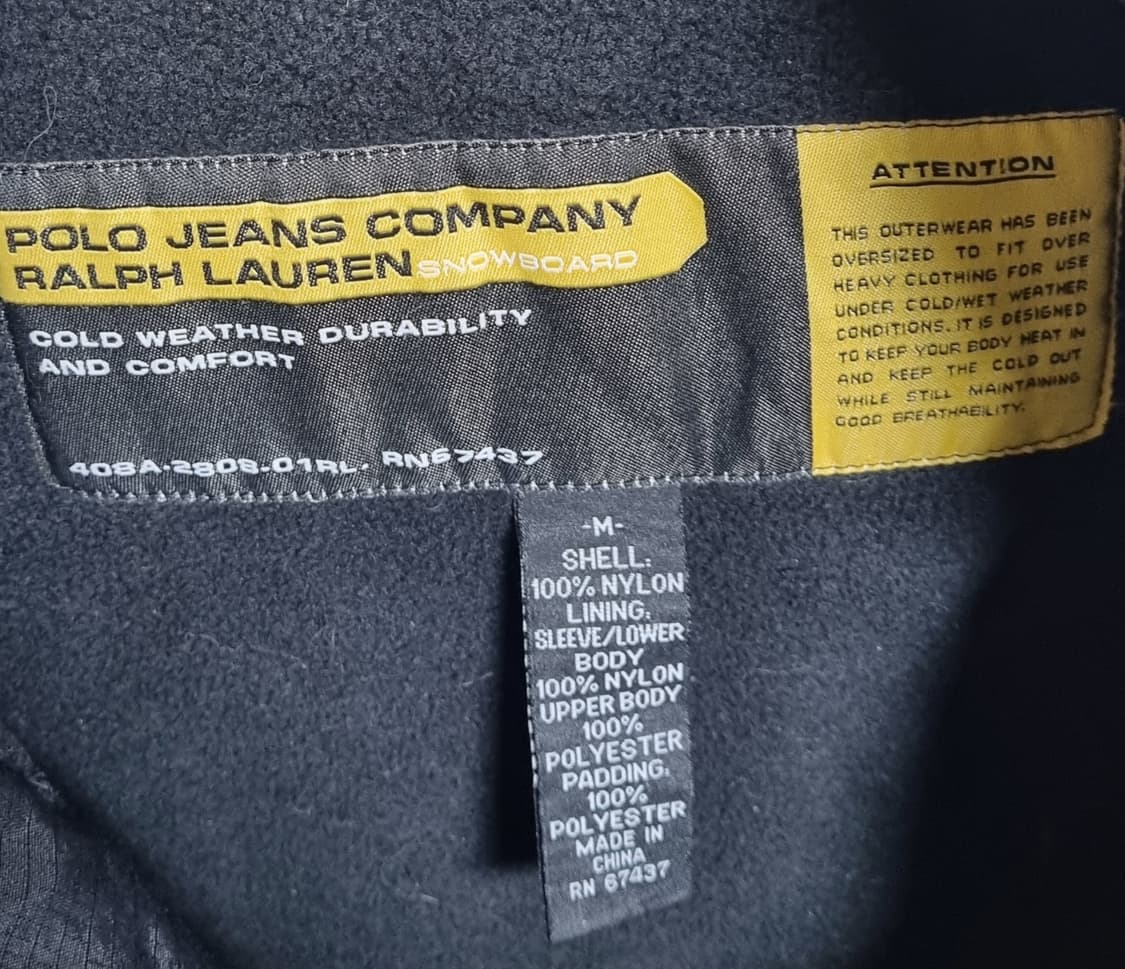 POLO JEANS COMPANY
RALPH LAUREN SNOWBOARD
COLD WEATHER DURABILITY
AND COMFORT
408A-2808-01RL. RN67437
ATTENTION
THIS OUTERWEAR HAS BEEN
OVERSIZED TO FIT OVER
HEAVY CLOTHING FOR USE
UNDER COLD/WET WEATHER
CONDITIONS. IT IS DESIGNED
TO KEEP YOUR BODY HEAT IN
AND KEEP THE COLD OUT
WHILE STILL MAINTAINING
GOOD BREATHABILITY.
-M-
SHELL:
100% NYLON
LINING:
SLEEVE/LOWER
BODY
100% NYLON
UPPER BODY
100%
POLYESTER
PADDING:
100%
POLYESTER
MADE IN
CHINA
RN 67437